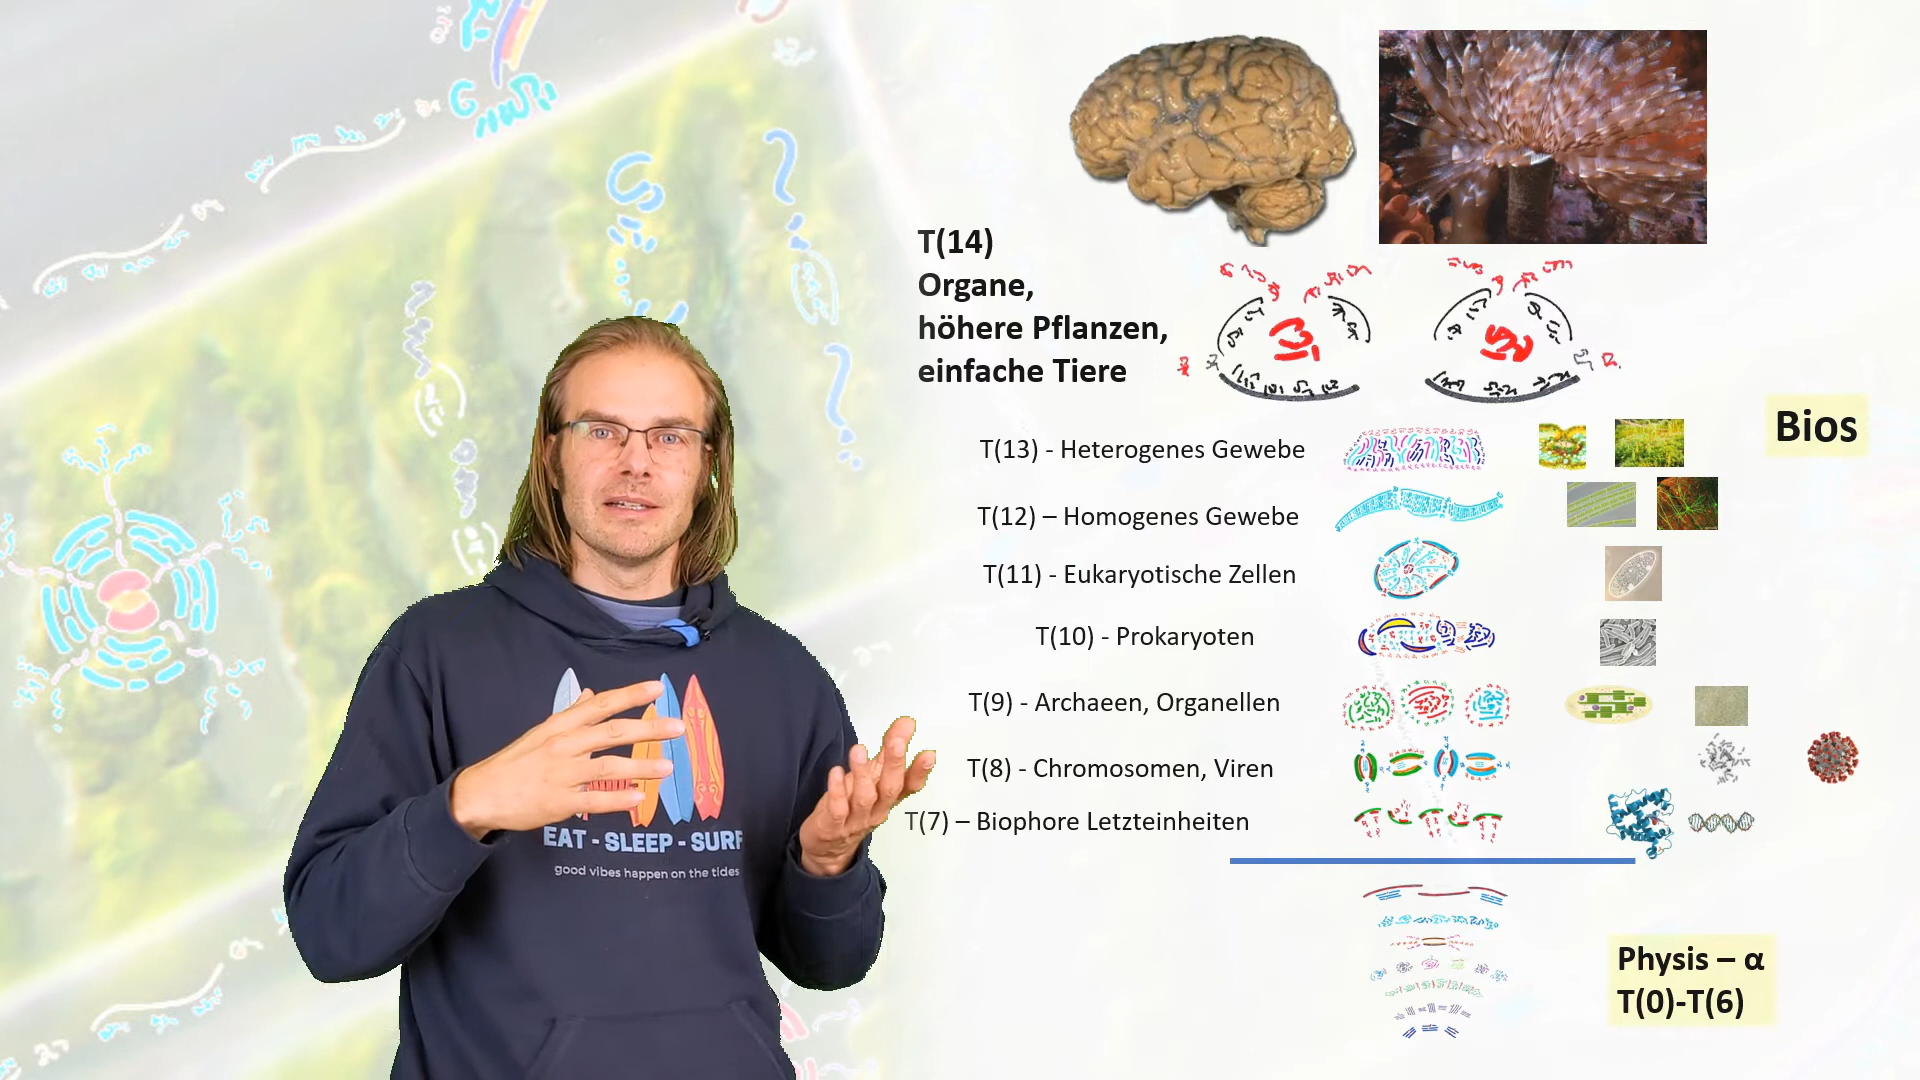 T(14)
Organe,
höhere Pflanzen,
einfache Tiere
Bios
T(13) - Heterogenes Gewebe
T(12) – Homogenes Gewebe
T(11) - Eukaryotische Zellen
T(10) - Prokaryoten
T(9) - Archaeen, Organellen
T(8) - Chromosomen, Viren
T(7) – Biophore Letzteinheiten
Physis – α
T(0)-T(6)
EAT - SLEEP - SURF
good vibes happen on the tides